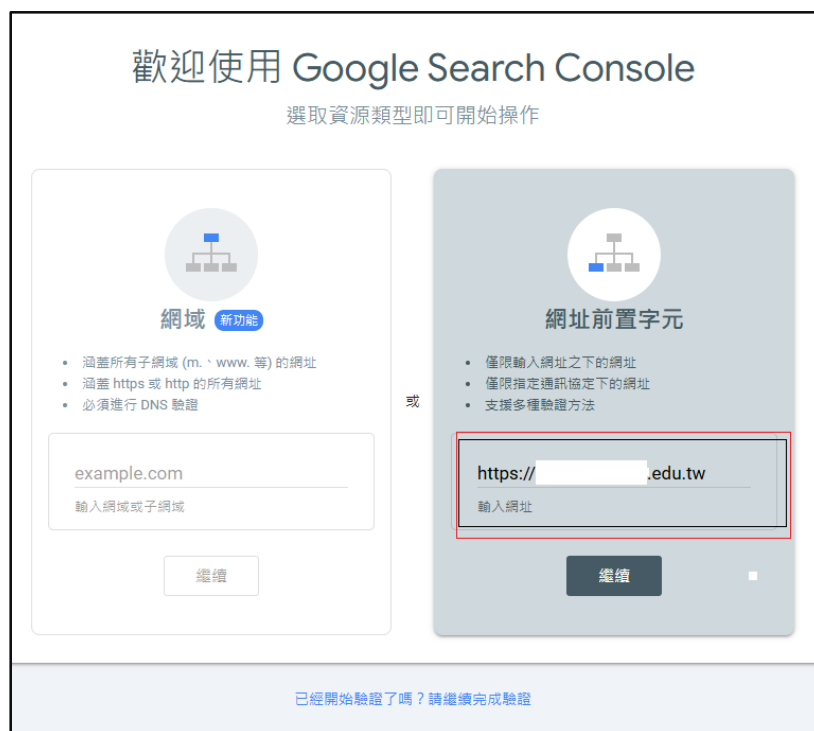 歡迎使用 Google Search Console
選取資源類型即可開始操作
網域 新功能
涵蓋所有子網域 (m.、www. 等) 的網址
涵蓋 https 或 http 的所有網址
必須進行 DNS 驗證
example.com
輸入網域或子網域
繼續
或
網址前置字元
僅限輸入網址之下的網址
僅限指定通訊協定下的網址
支援多種驗證方法
https:// .edu.tw
輸入網址
繼續
已經開始驗證了嗎？請繼續完成驗證